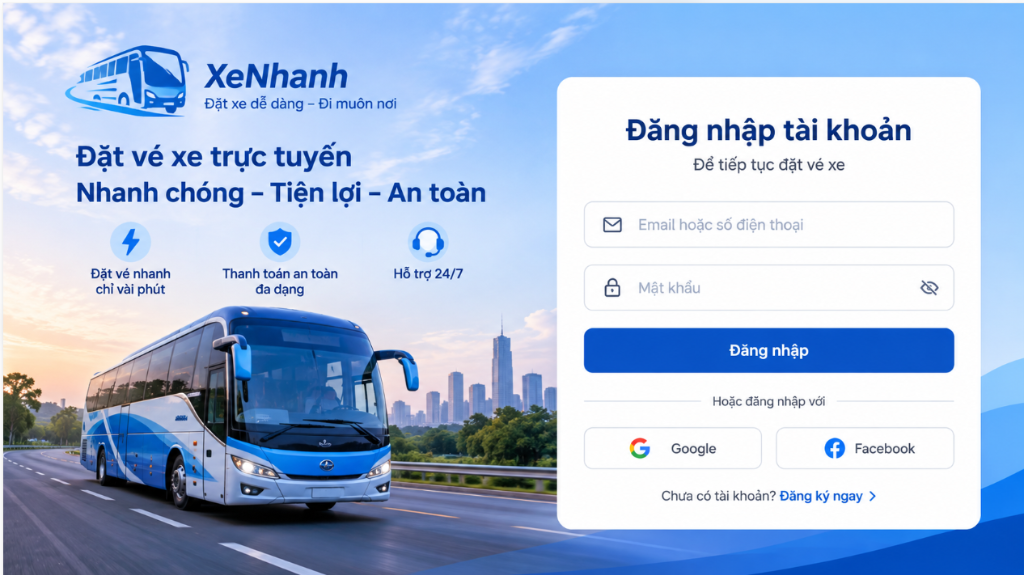 XeNhanh
Đặt xe dễ dàng – Đi muôn nơi
Đặt vé xe trực tuyến
Nhanh chóng – Tiện lợi – An toàn
Đặt vé nhanh
chỉ vài phút
Thanh toán an toàn
đa dạng
Hỗ trợ 24/7
Đăng nhập tài khoản
Để tiếp tục đặt vé xe
Email hoặc số điện thoại
Mật khẩu
Đăng nhập
Hoặc đăng nhập với
Google
Facebook
Chưa có tài khoản? Đăng ký ngay